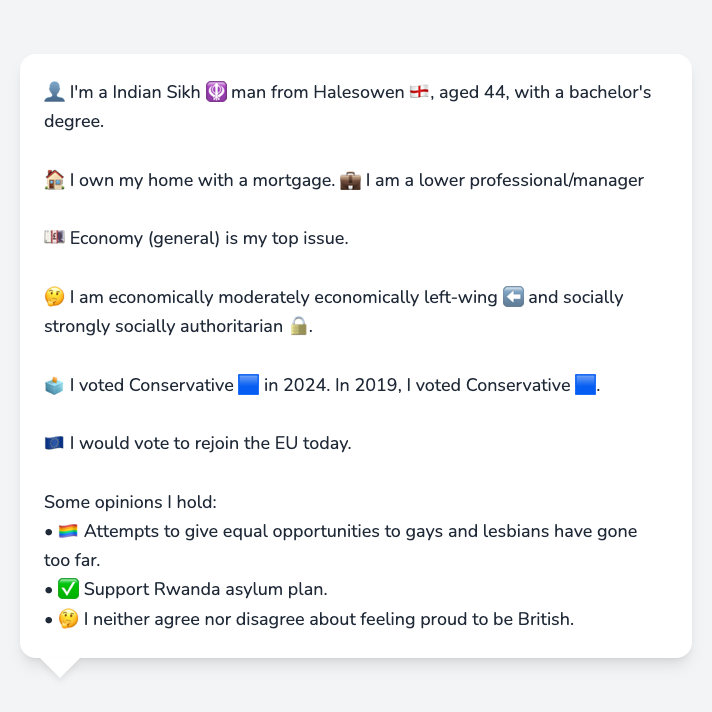 👤 I'm a Indian Sikh 🪯 man from Halesowen 🏴󠁧󠁢󠁥󠁮󠁧󠁿, aged 44, with a bachelor's
degree.
🏠 I own my home with a mortgage. 💼 I am a lower professional/manager
💷 Economy (general) is my top issue.
🤔 I am economically moderately economically left-wing ⬅️ and socially
strongly socially authoritarian 🔒.
🗳️ I voted Conservative 🟦 in 2024. In 2019, I voted Conservative 🟦.
🇪🇺 I would vote to rejoin the EU today.
Some opinions I hold:
• 🏳️‍🌈 Attempts to give equal opportunities to gays and lesbians have gone
too far.
• ✅ Support Rwanda asylum plan.
• 🤔 I neither agree nor disagree about feeling proud to be British.